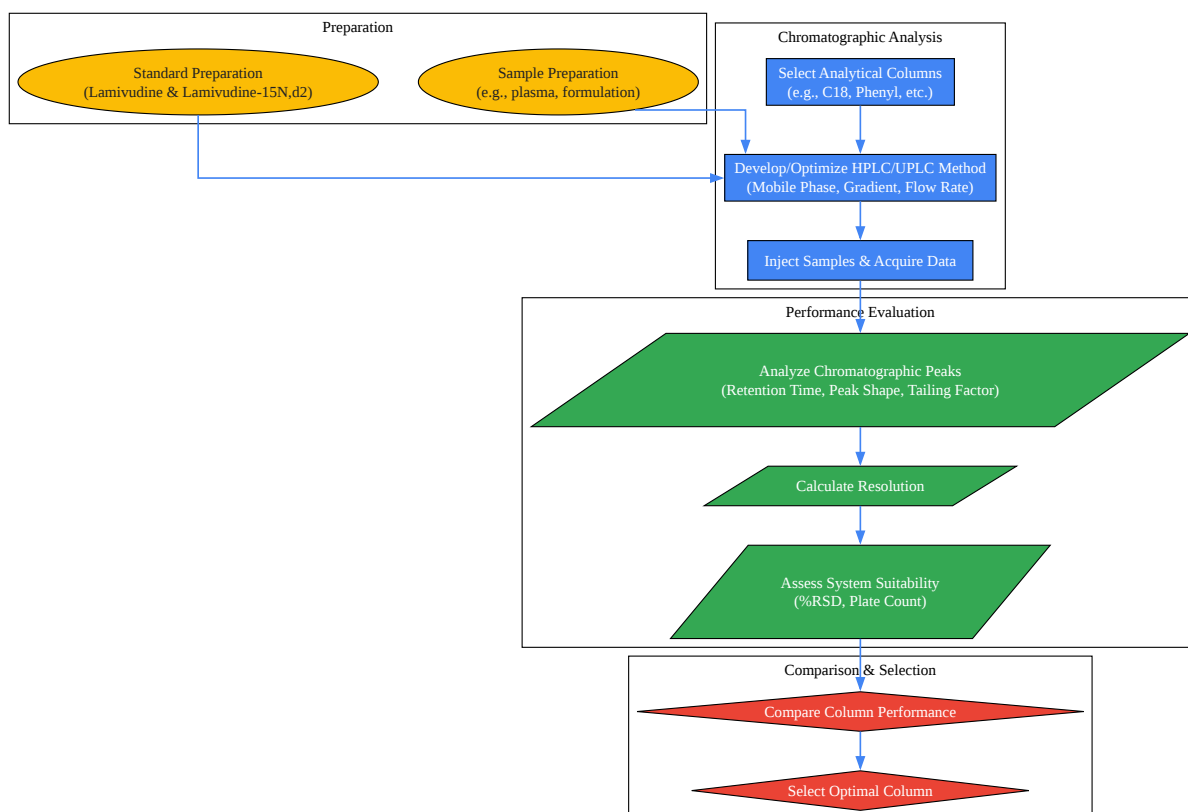 Preparation
Standard Preparation
(Lamivudine & Lamivudine-15N,d2)
Sample Preparation
(e.g., plasma, formulation)
Chromatographic Analysis
Select Analytical Columns
(e.g., C18, Phenyl, etc.)
Develop/Optimize HPLC/UPLC Method
(Mobile Phase, Gradient, Flow Rate)
Inject Samples & Acquire Data
Performance Evaluation
Analyze Chromatographic Peaks
(Retention Time, Peak Shape, Tailing Factor)
Calculate Resolution
Assess System Suitability
(%RSD, Plate Count)
Comparison & Selection
Compare Column Performance
Select Optimal Column